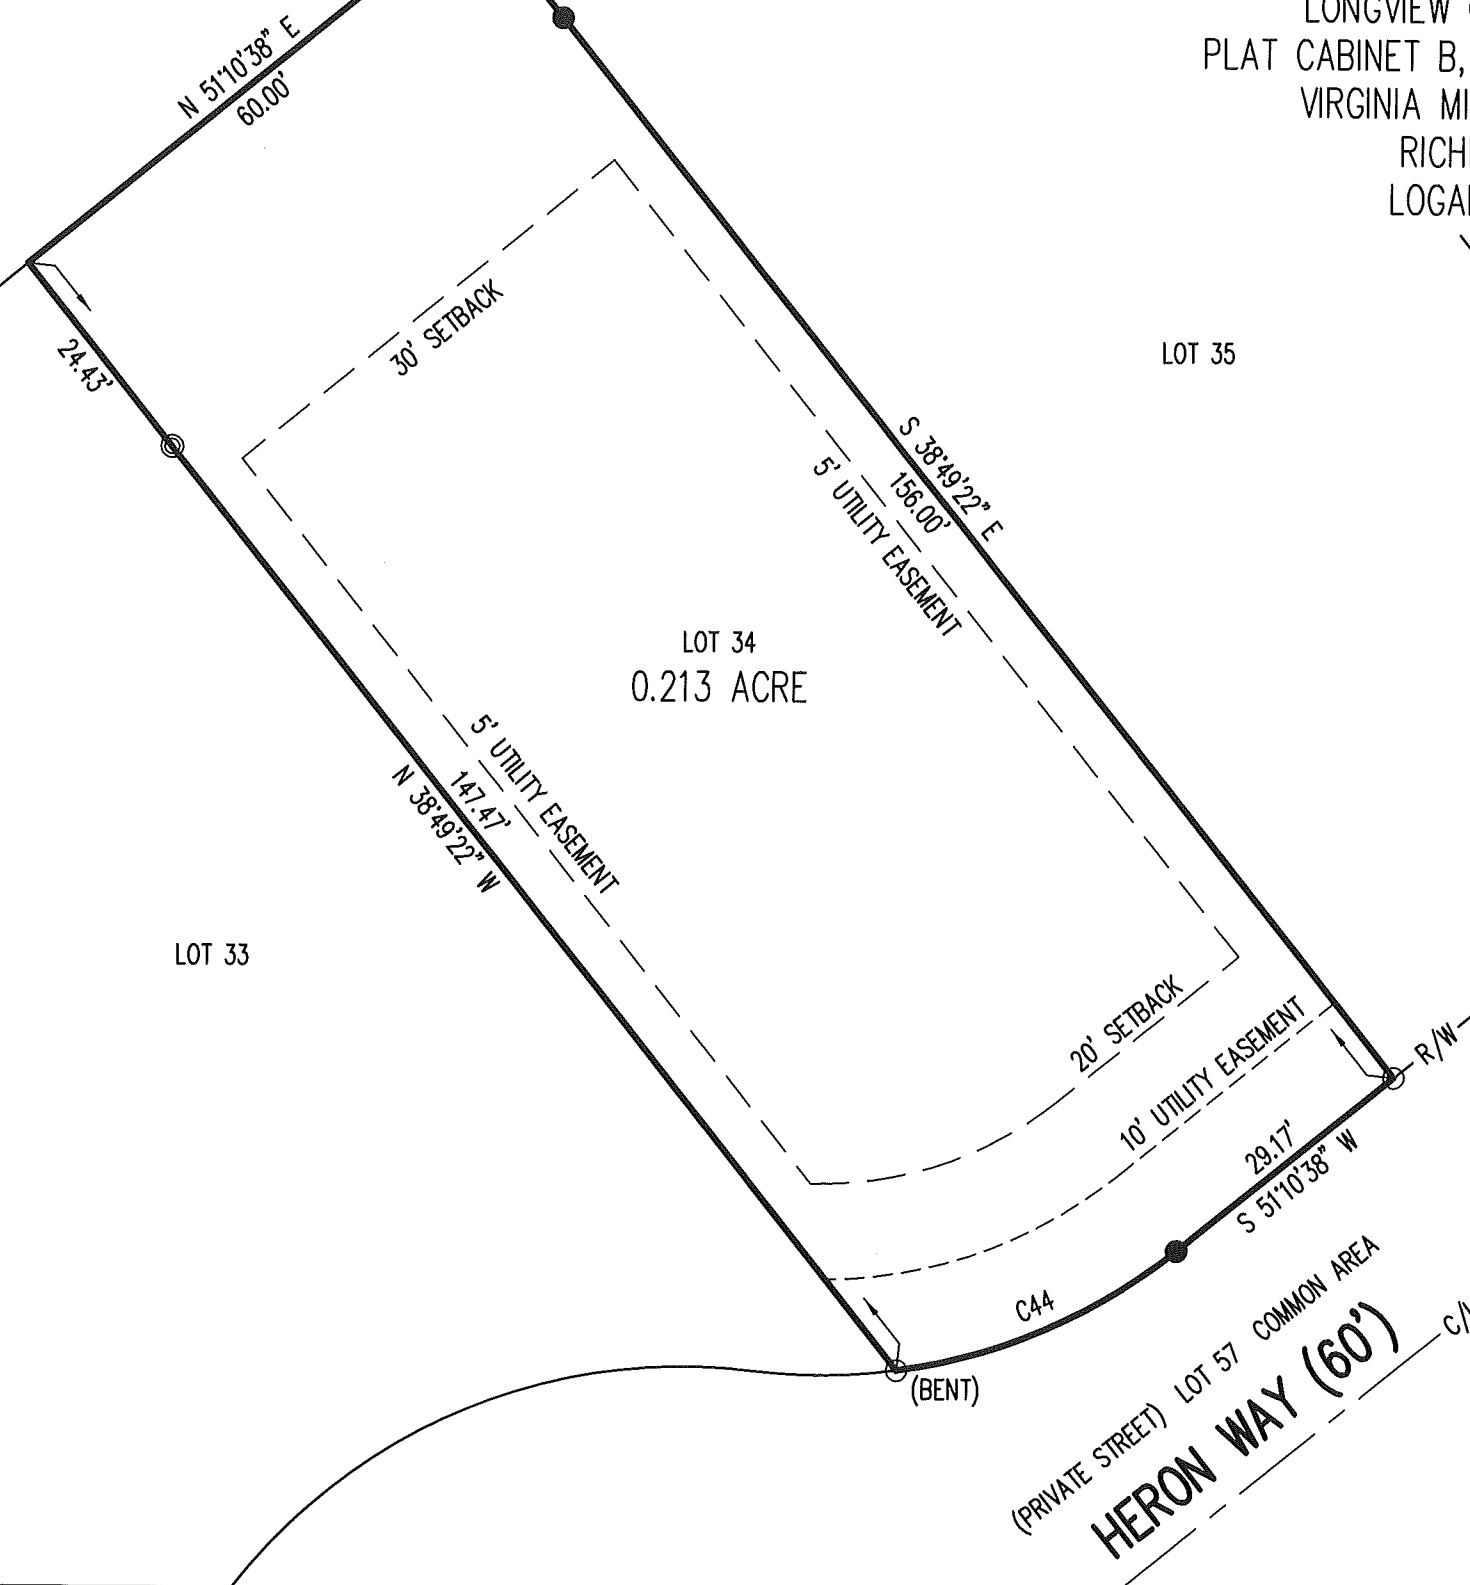 LONGVIEW
PLAT CABINET B,
VIRGINIA
N 51°10'38" E
60.00'
24.43'
30' SETBACK
LOT 35
S 38°49'22" E
156.00'
5' UTILITY EASEMENT
LOT 34
0.213 ACRE
5' UTILITY EASEMENT
147.47'
N 38°49'22" W
LOT 33
20' SETBACK
10' UTILITY EASEMENT
R/W
29.17'
S 51°10'38" W
C44
(BENT)
(PRIVATE STREET) LOT 57 COMMON AREA
HERON WAY (60')